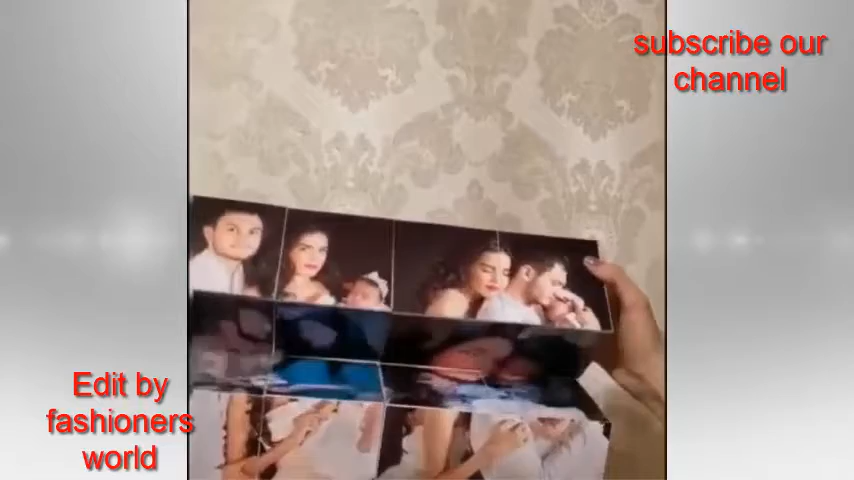 subscribe our
channel
Edit by
fashioners
world